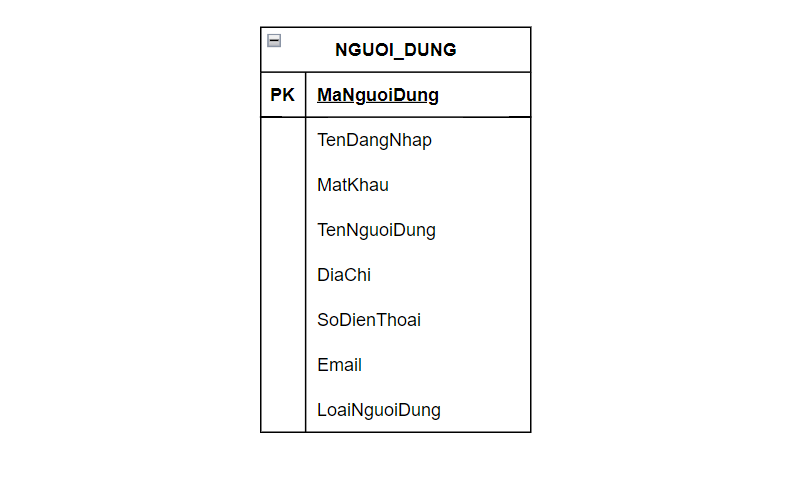 NGUOI_DUNG
PK MaNguoiDung
TenDangNhap
MatKhau
TenNguoiDung
DiaChi
SoDienThoai
Email
LoaiNguoiDung